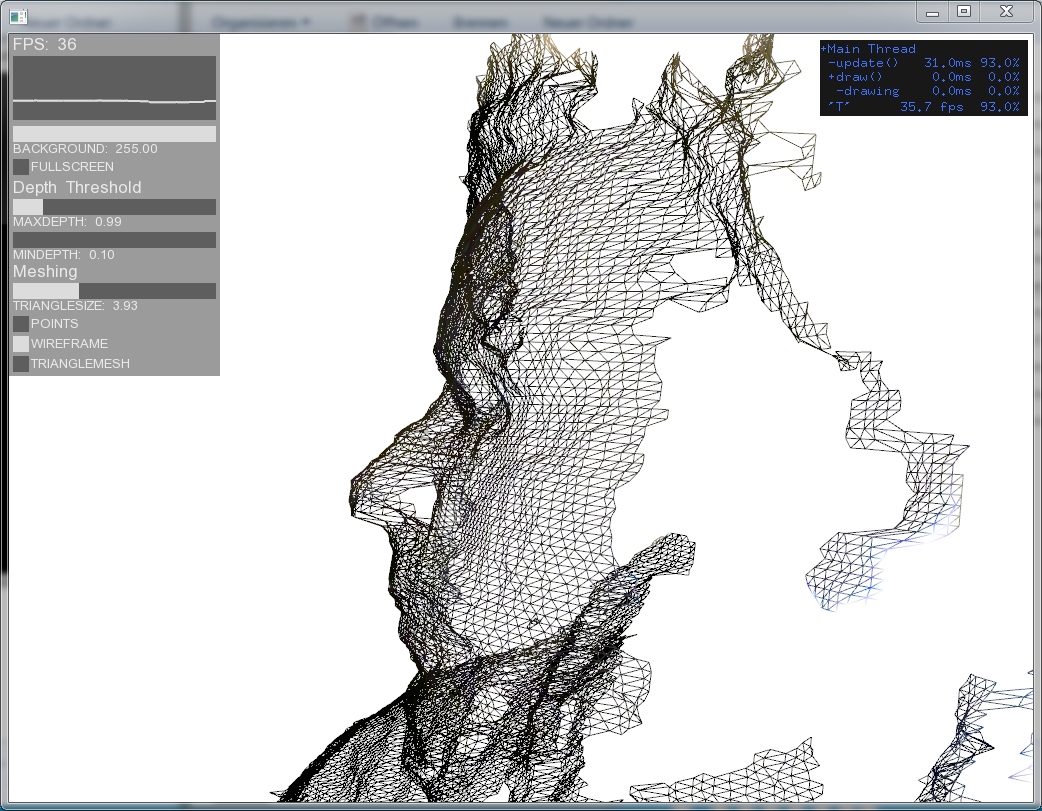 Neuer Ordner
Organisieren
Öffnen
Brennen
Neuer Ordner
FPS: 36
BACKGROUND: 255.00
FULLSCREEN
Depth Threshold
MAXDEPTH: 0.99
MINDEPTH: 0.10
Meshing
TRIANGLESIZE: 3.93
POINTS
WIREFRAME
TRIANGLEMESH
+Main Thread
-update() 31.0ms 93.0%
+draw() 0.0ms 0.0%
-drawing 0.0ms 0.0%
"T" 35.7 fps 93.0%